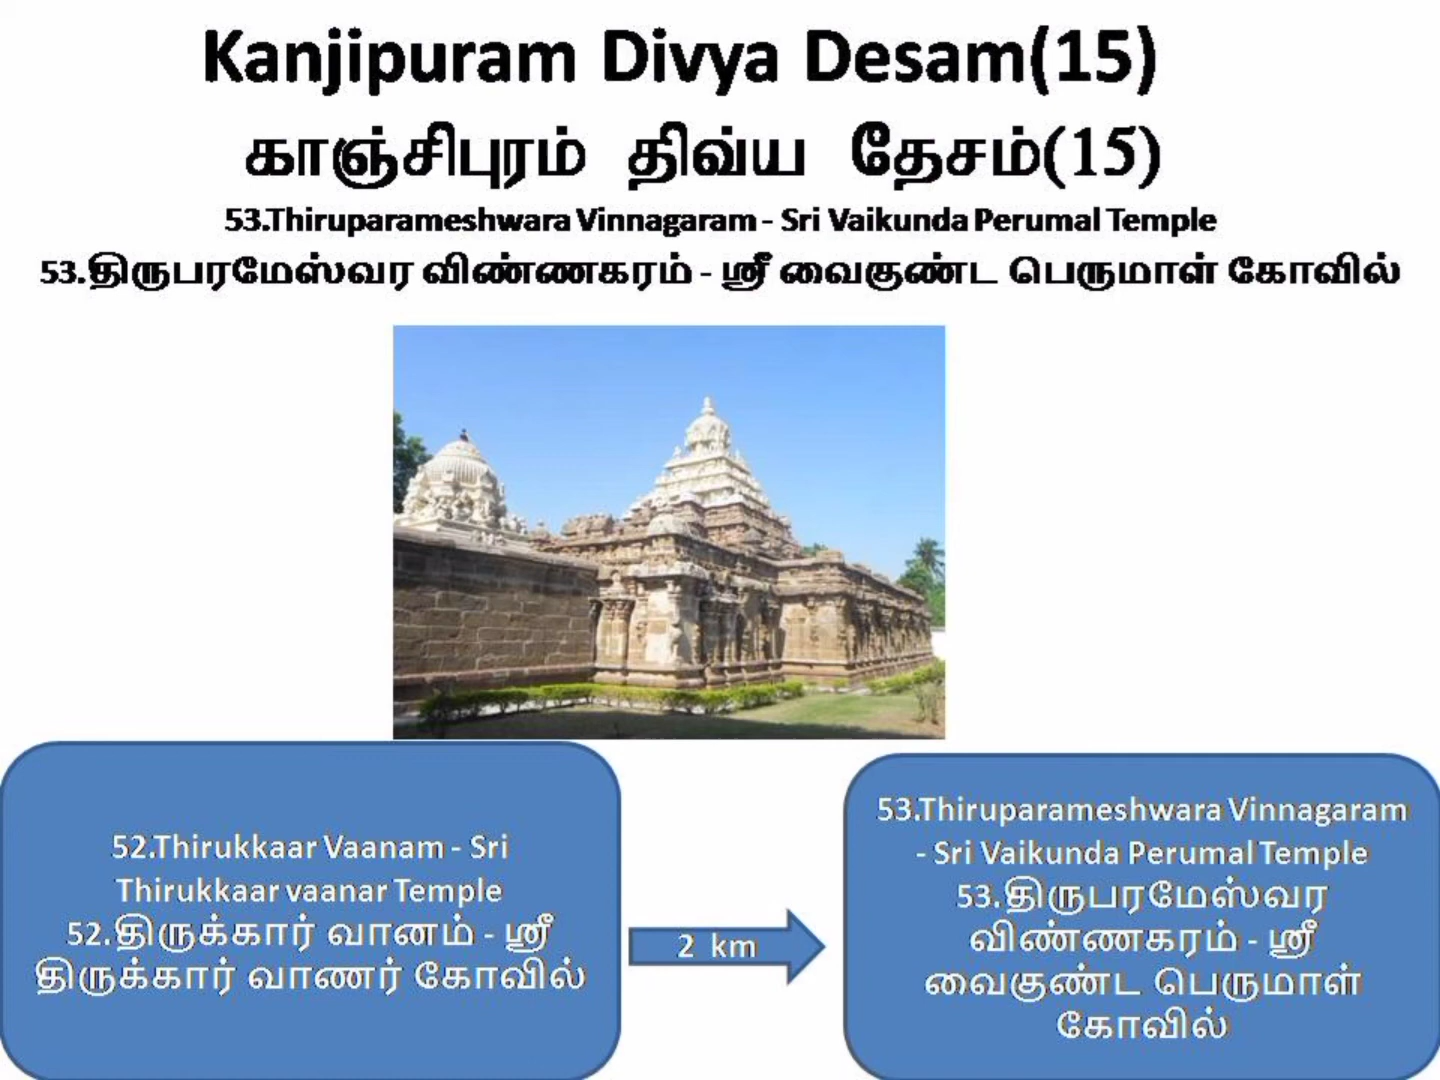 Kanjipuram Divya Desam(15)
காஞ்சிபுரம் திவ்ய தேசம்(15)
53.Thiruparameshwara Vinnagaram - Sri Vaikunda Perumal Temple
53.திருபரமேஸ்வர விண்ணகரம் - ஸ்ரீ வைகுண்ட பெருமாள் கோவில்
52.Thirukkaar Vaanam - Sri
Thirukkaar vaanar Temple
52.திருக்கார் வானம் - ஸ்ரீ
திருக்கார் வாணர் கோவில்
2 km
53.Thiruparameshwara Vinnagaram
- Sri Vaikunda Perumal Temple
53.திருபரமேஸ்வர
விண்ணகரம் - ஸ்ரீ
வைகுண்ட பெருமாள்
கோவில்